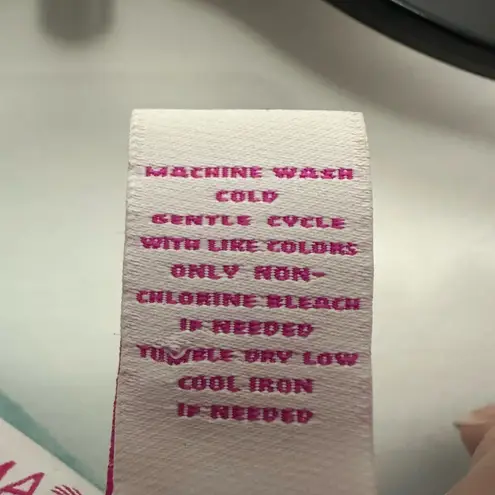 MACHINE WASH
COLD
GENTLE CYCLE
WITH LIKE COLORS
ONLY NON-
CHLORINE BLEACH
IF NEEDED
TUMBLE DRY LOW
COOL IRON
IF NEEDED
MA